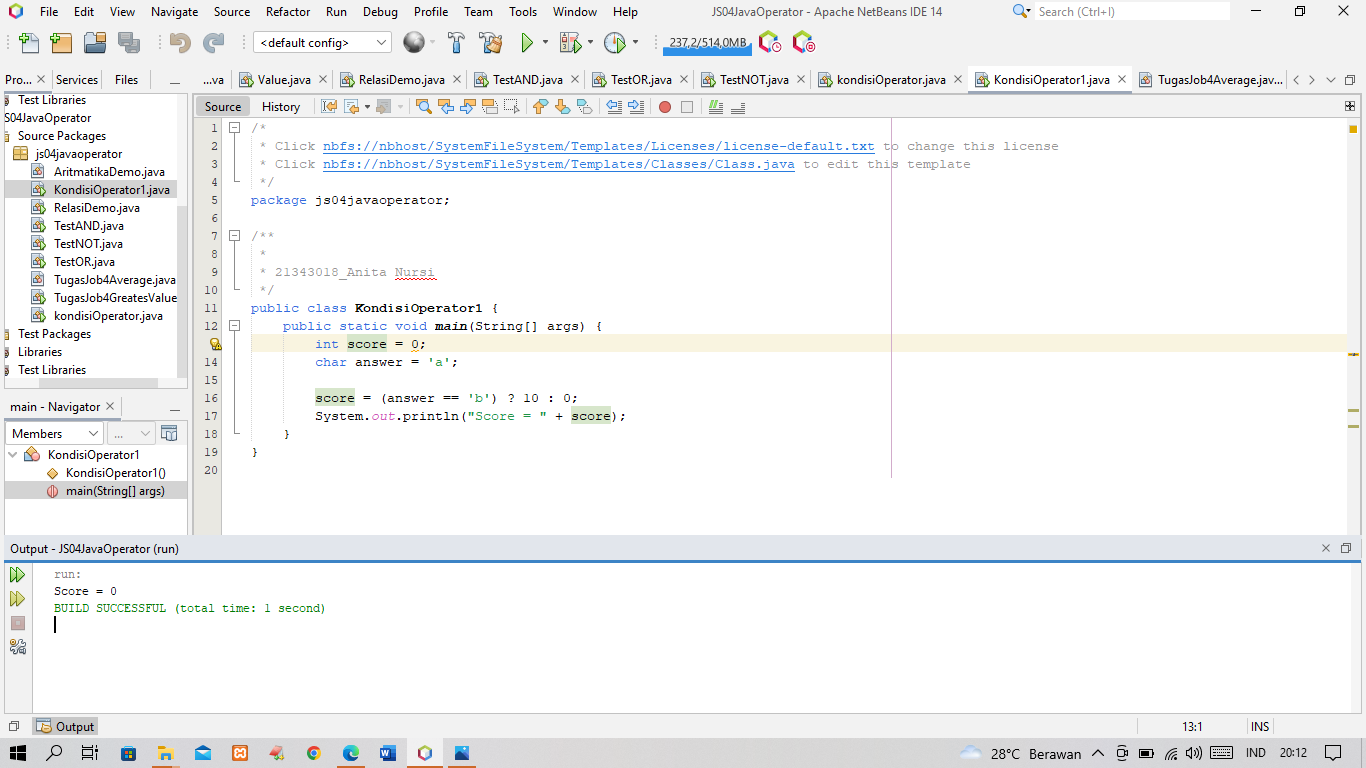 File Edit View Navigate Source Refactor Run Debug Profile Team Tools Window Help JS04JavaOperator - Apache NetBeans IDE 14 Search (Ctrl+I)
<default config> 237,2/514,0MB
Pro... Services Files ...va Value.java RelasiDemo.java TestAND.java TestOR.java TestNOT.java kondisiOperator.java KondisiOperator1.java TugasJob4Average.jav...
Test Libraries
S04JavaOperator
Source Packages
js04javaoperator
AritmatikaDemo.java
KondisiOperator1.java
RelasiDemo.java
TestAND.java
TestNOT.java
TestOR.java
TugasJob4Average.java
TugasJob4GreatesValue
kondisiOperator.java
Test Packages
Libraries
Test Libraries
main - Navigator
Members ...
KondisiOperator1
KondisiOperator1()
main(String[] args)
Source History
1 /*
2 * Click nbfs://nbhost/SystemFileSystem/Templates/Licenses/license-default.txt to change this license
3 * Click nbfs://nbhost/SystemFileSystem/Templates/Classes/Class.java to edit this template
4 */
5 package js04javaoperator;
6
7 /**
8 *
9 * 21343018_Anita Nursi
10 */
11 public class KondisiOperator1 {
12 public static void main(String[] args) {
int score = 0;
14 char answer = 'a';
15
16 score = (answer == 'b') ? 10 : 0;
17 System.out.println("Score = " + score);
18 }
19 }
20
Output - JS04JavaOperator (run)
run:
Score = 0
BUILD SUCCESSFUL (total time: 1 second)
Output 13:1 INS
28°C Berawan IND 20:12